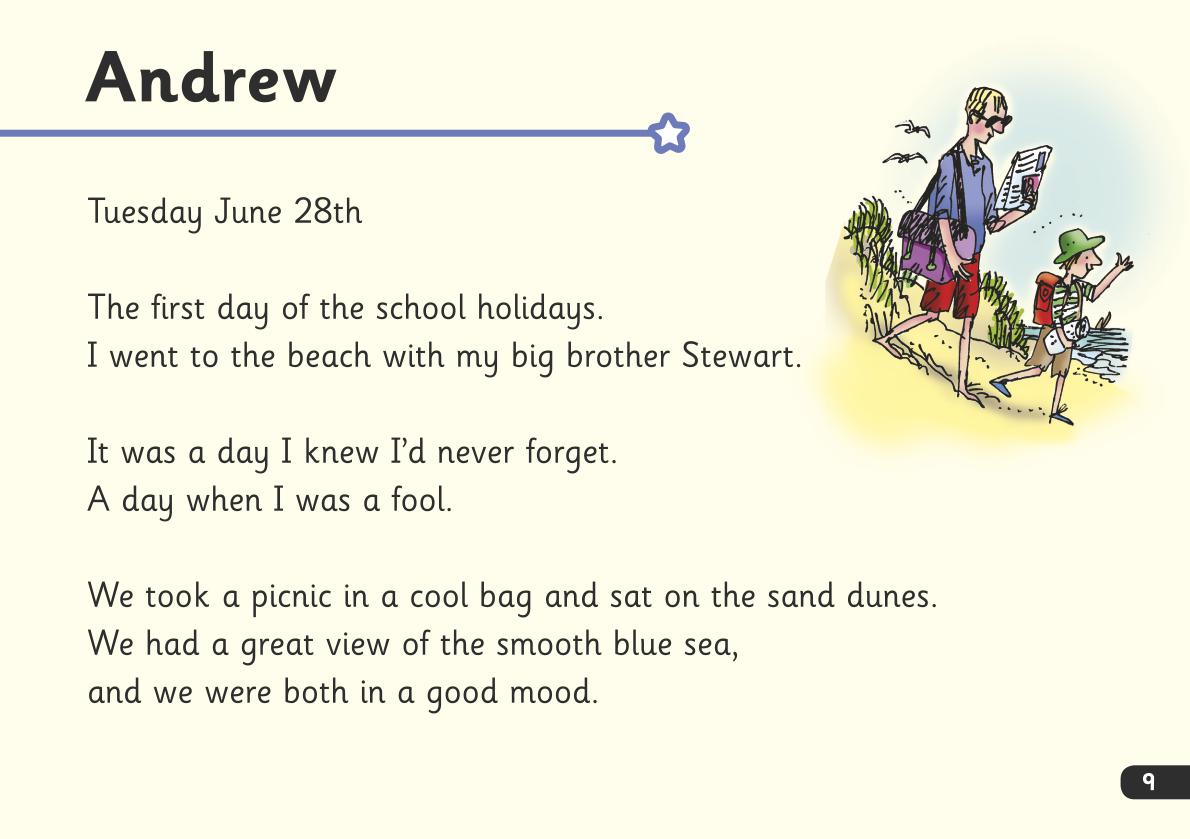 Andrew
Tuesday June 28th
The first day of the school holidays.
I went to the beach with my big brother Stewart.
It was a day I knew I’d never forget.
A day when I was a fool.
We took a picnic in a cool bag and sat on the sand dunes.
We had a great view of the smooth blue sea,
and we were both in a good mood.
9